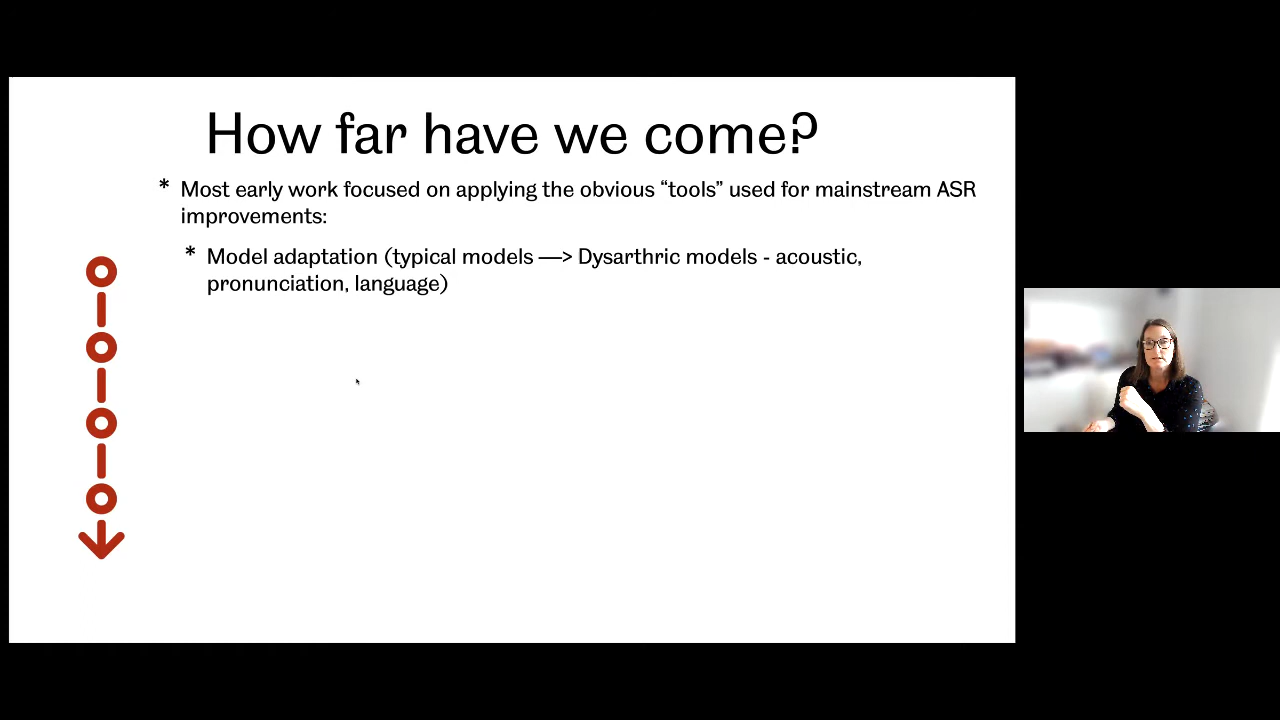 How far have we come?
* Most early work focused on applying the obvious “tools” used for mainstream ASR
improvements:
* Model adaptation (typical models —> Dysarthric models - acoustic,
pronunciation, language)